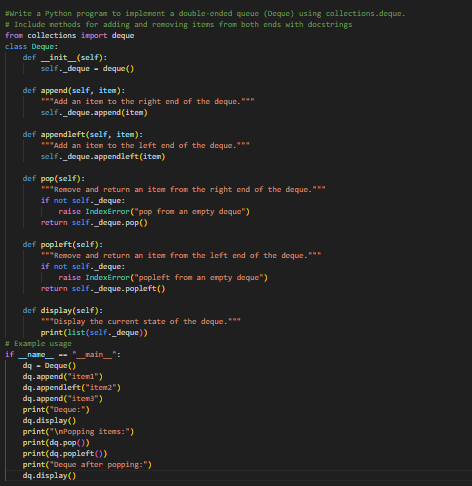 #Write a Python program to implement a double-ended queue (Deque) using collections.deque.
# Include methods for adding and removing items from both ends with docstrings
from collections import deque
class Deque:
    def __init__(self):
        self._deque = deque()

    def append(self, item):
        """Add an item to the right end of the deque."""
        self._deque.append(item)

    def appendleft(self, item):
        """Add an item to the left end of the deque."""
        self._deque.appendleft(item)

    def pop(self):
        """Remove and return an item from the right end of the deque."""
        if not self._deque:
            raise IndexError("pop from an empty deque")
        return self._deque.pop()

    def popleft(self):
        """Remove and return an item from the left end of the deque."""
        if not self._deque:
            raise IndexError("popleft from an empty deque")
        return self._deque.popleft()

    def display(self):
        """Display the current state of the deque."""
        print(list(self._deque))
# Example usage
if __name__ == "__main__":
    dq = Deque()
    dq.append("item1")
    dq.appendleft("item2")
    dq.append("item3")
    print("Deque:")
    dq.display()
    print("\nPopping items:")
    print(dq.pop())
    print(dq.popleft())
    print("Deque after popping:")
    dq.display()